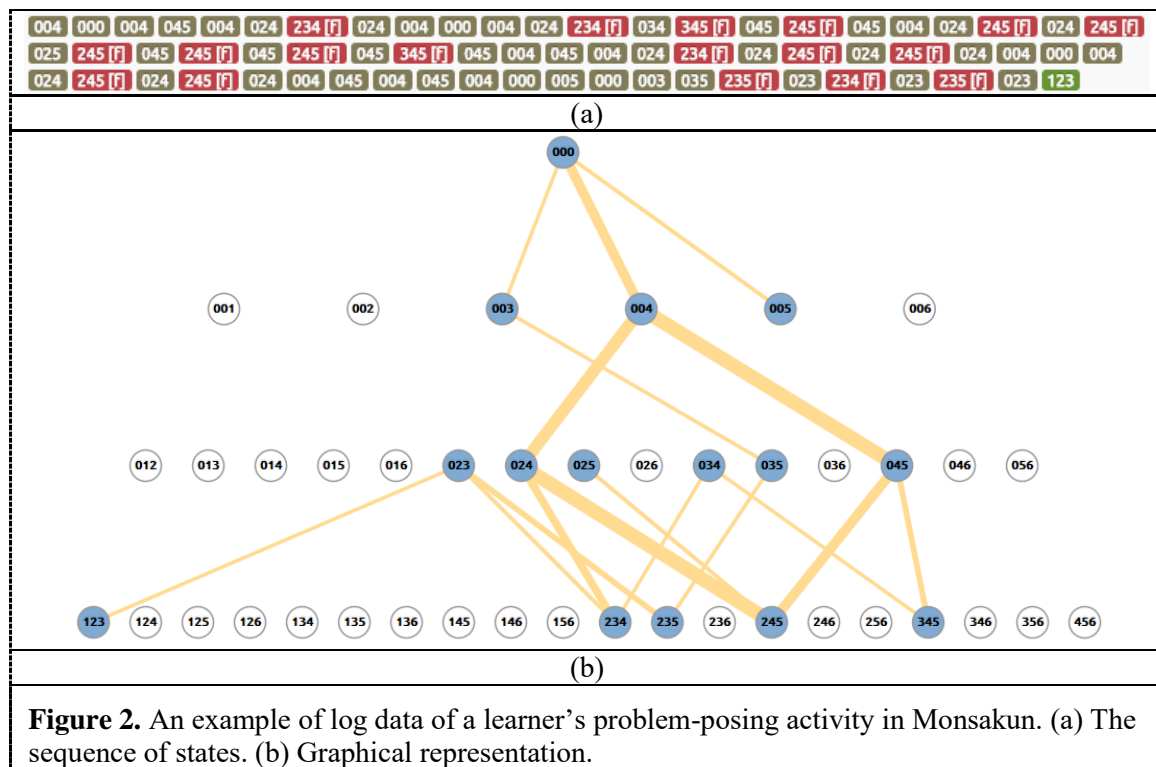 004 000 004 045 004 024 234 [F] 024 004 000 004 024 234 [F] 034 345 [F] 045 245 [F] 045 004 024 245 [F] 024 245 [F]
025 245 [F] 045 245 [F] 045 245 [F] 045 345 [F] 045 004 045 004 024 234 [F] 024 245 [F] 024 245 [F] 024 004 000 004
024 245 [F] 024 245 [F] 024 004 045 004 045 004 000 005 000 003 035 235 [F] 023 234 [F] 023 235 [F] 023 123
(a)
000
001 002 003 004 005 006
012 013 014 015 016 023 024 025 026 034 035 036 045 046 056
123 124 125 126 134 135 136 145 146 156 234 235 236 245 246 256 345 346 356 456
(b)
Figure 2. An example of log data of a learner's problem-posing activity in Monsakun. (a) The
sequence of states. (b) Graphical representation.